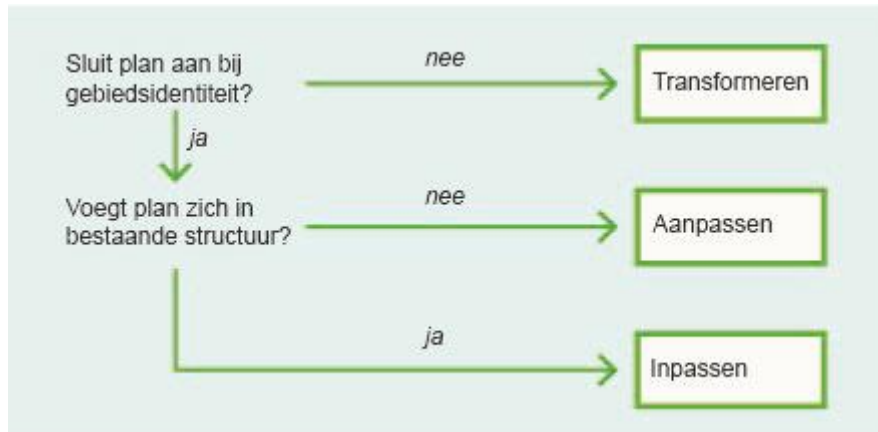 Sluit plan aan bij
gebiedsidentiteit?
nee
Transformeren
ja
Voegt plan zich in
bestaande structuur?
nee
Aanpassen
ja
Inpassen